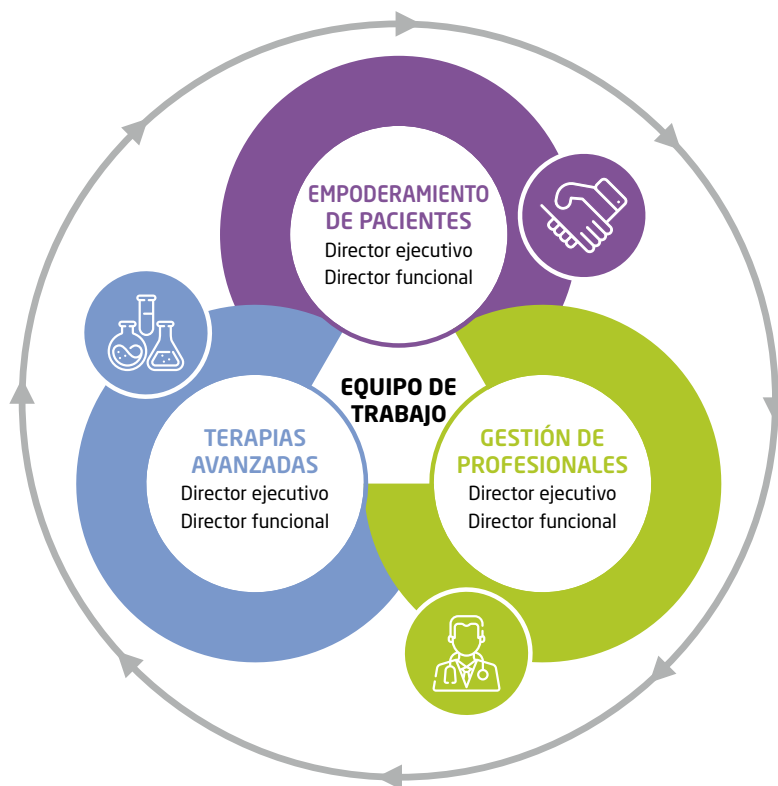 EMPODERAMIENTO
DE PACIENTES
Director ejecutivo
Director funcional
EQUIPO DE
TRABAJO
TERAPIAS
AVANZADAS
Director ejecutivo
Director funcional
GESTIÓN DE
PROFESIONALES
Director ejecutivo
Director funcional